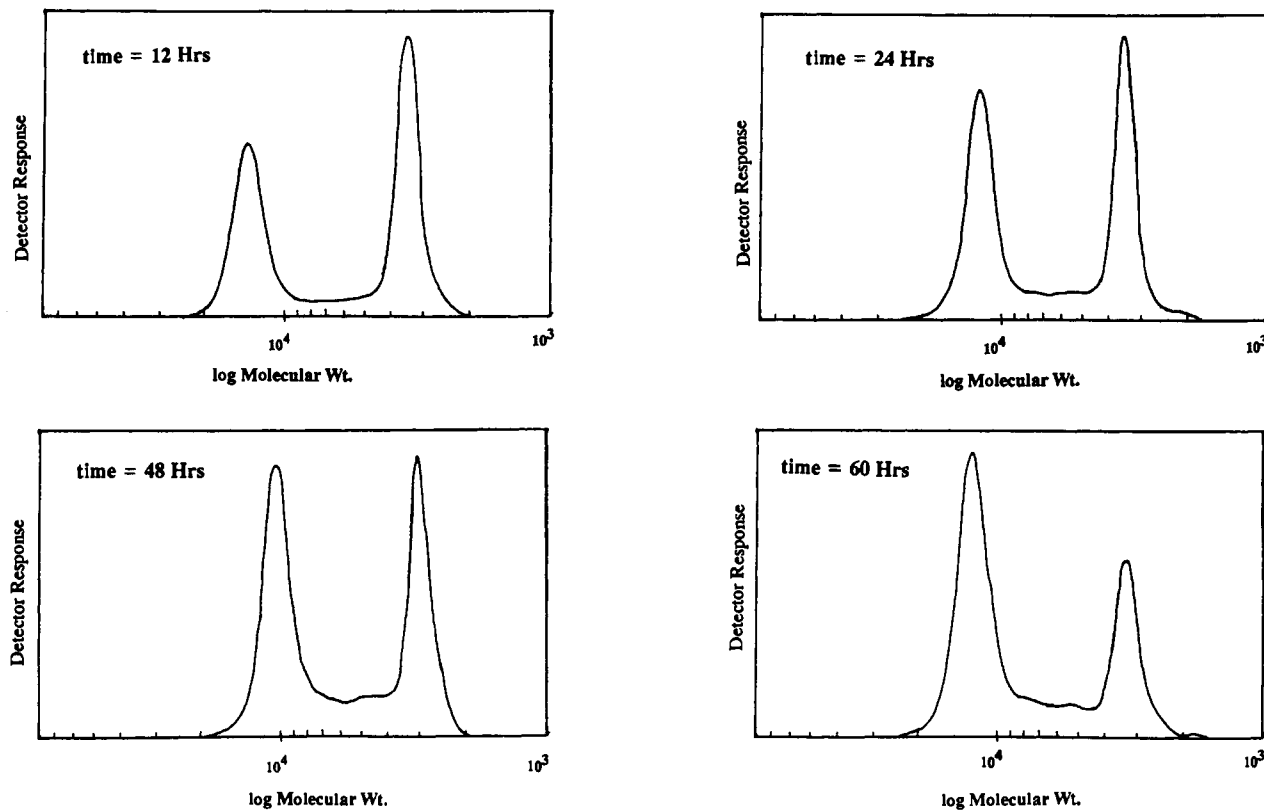 time = 12 Hrs
Detector Response
10⁴
10³
log Molecular Wt.
time = 24 Hrs
Detector Response
10⁴
10³
log Molecular Wt.
time = 48 Hrs
Detector Response
10⁴
10³
log Molecular Wt.
time = 60 Hrs
Detector Response
10⁴
10³
log Molecular Wt.